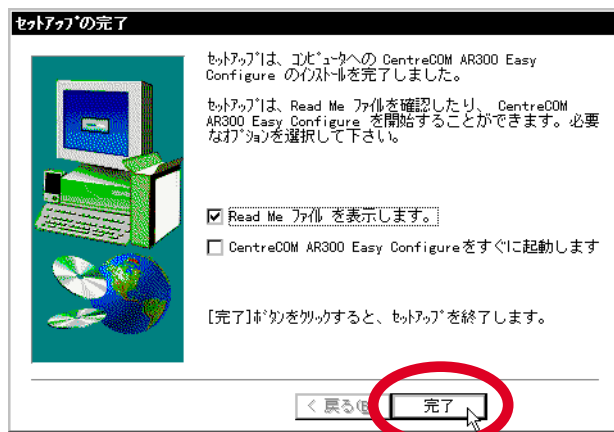 ｾｯﾄｱｯﾌﾟの完了
ｾｯﾄｱｯﾌﾟは、ｺﾝﾋﾟｭｰﾀへの CentreCOM AR300 Easy
Configure のｲﾝｽﾄｰﾙを完了しました。
ｾｯﾄｱｯﾌﾟは、Read Me ﾌｧｲﾙを確認したり、 CentreCOM
AR300 Easy Configure を開始することができます。必要
なｵﾌﾟｼｮﾝを選択して下さい。
Read Me ﾌｧｲﾙ を表示します。
CentreCOM AR300 Easy Configureをすぐに起動します
[完了]ﾎﾞﾀﾝをｸﾘｯｸすると、ｾｯﾄｱｯﾌﾟを終了します。
< 戻る(B)
完了